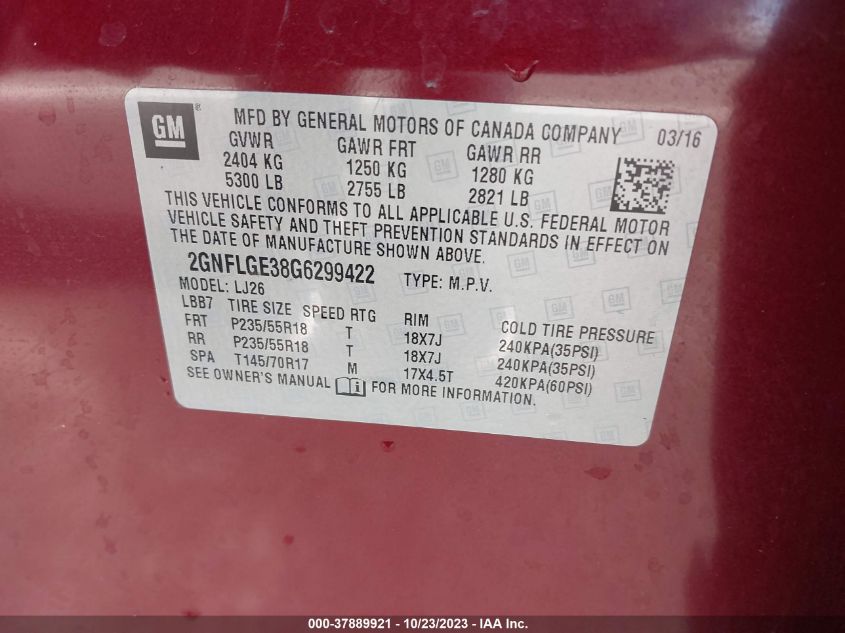 GM ® MFD BY GENERAL MOTORS OF CANADA COMPANY 03/16
GVWR GAWR FRT GAWR RR
2404 KG 1250 KG 1280 KG
5300 LB 2755 LB 2821 LB
THIS VEHICLE CONFORMS TO ALL APPLICABLE U.S. FEDERAL MOTOR
VEHICLE SAFETY AND THEFT PREVENTION STANDARDS IN EFFECT ON
THE DATE OF MANUFACTURE SHOWN ABOVE.
2GNFLGE38G6299422 TYPE: M.P.V.
MODEL: LJ26
LBB7 TIRE SIZE SPEED RTG RIM COLD TIRE PRESSURE
FRT P235/55R18 T 18X7J 240KPA(35PSI)
RR P235/55R18 T 18X7J 240KPA(35PSI)
SPA T145/70R17 M 17X4.5T 420KPA(60PSI)
SEE OWNER'S MANUAL i FOR MORE INFORMATION.
000-37889921 - 10/23/2023 - IAA Inc.